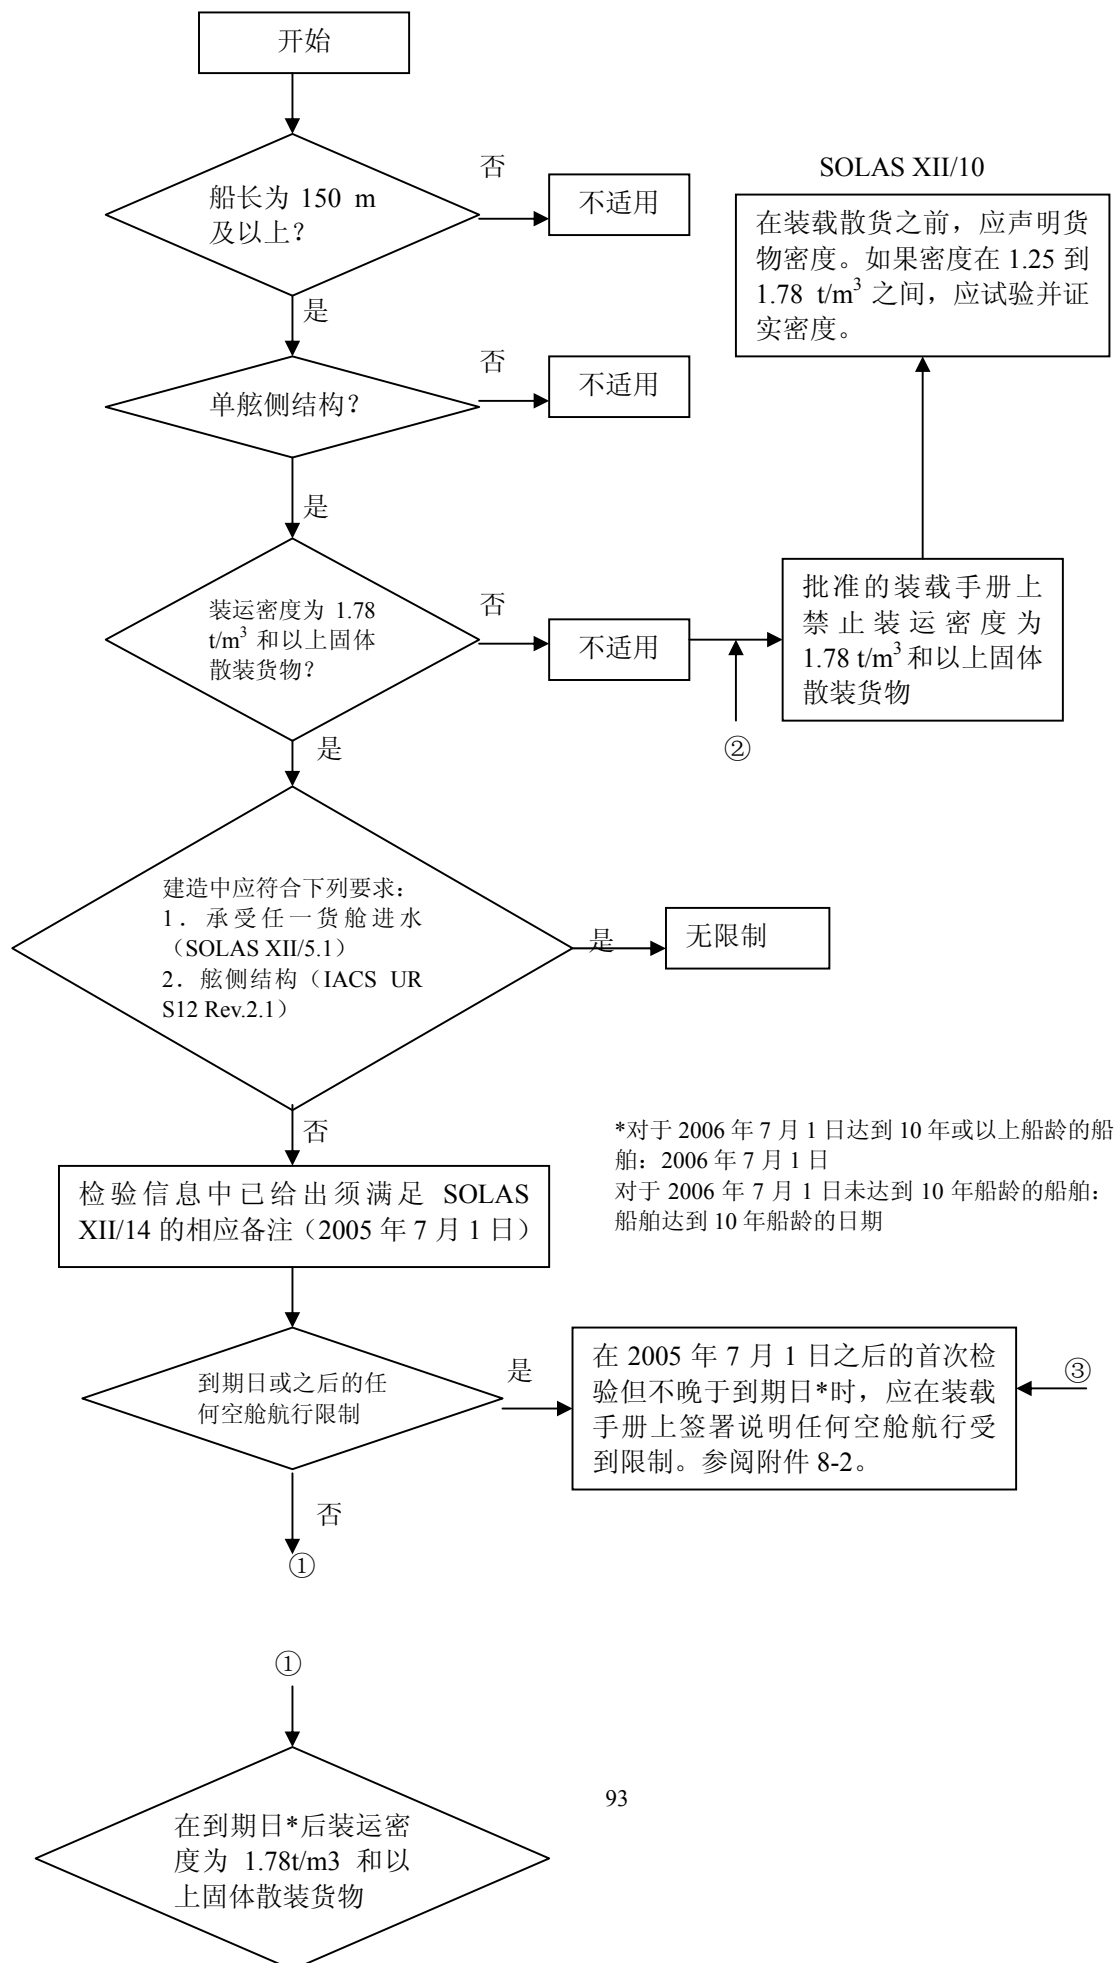 开始
船长为 150 m
及以上？
否
不适用
SOLAS XII/10
在装载散货之前，应声明货
物密度。如果密度在 1.25 到
1.78 t/m³ 之间，应试验并证
实密度。
是
单舷侧结构？
否
不适用
是
装运密度为 1.78
t/m³ 和以上固体
散装货物？
否
不适用
②
批准的装载手册上
禁止装运密度为
1.78 t/m³ 和以上固体
散装货物
是
建造中应符合下列要求：
1．承受任一货舱进水
（SOLAS XII/5.1）
2．舷侧结构（IACS UR
S12 Rev.2.1）
是
无限制
否
*对于 2006 年 7 月 1 日达到 10 年或以上船龄的船
舶：2006 年 7 月 1 日
对于 2006 年 7 月 1 日未达到 10 年船龄的船舶：
船舶达到 10 年船龄的日期
检验信息中已给出须满足 SOLAS
XII/14 的相应备注（2005 年 7 月 1 日）
到期日或之后的任
何空舱航行限制
是
在 2005 年 7 月 1 日之后的首次检
验但不晚于到期日*时，应在装载
手册上签署说明任何空舱航行受
到限制。参阅附件 8-2。
③
否
①
①
在到期日*后装运密
度为 1.78t/m3 和以
上固体散装货物
93